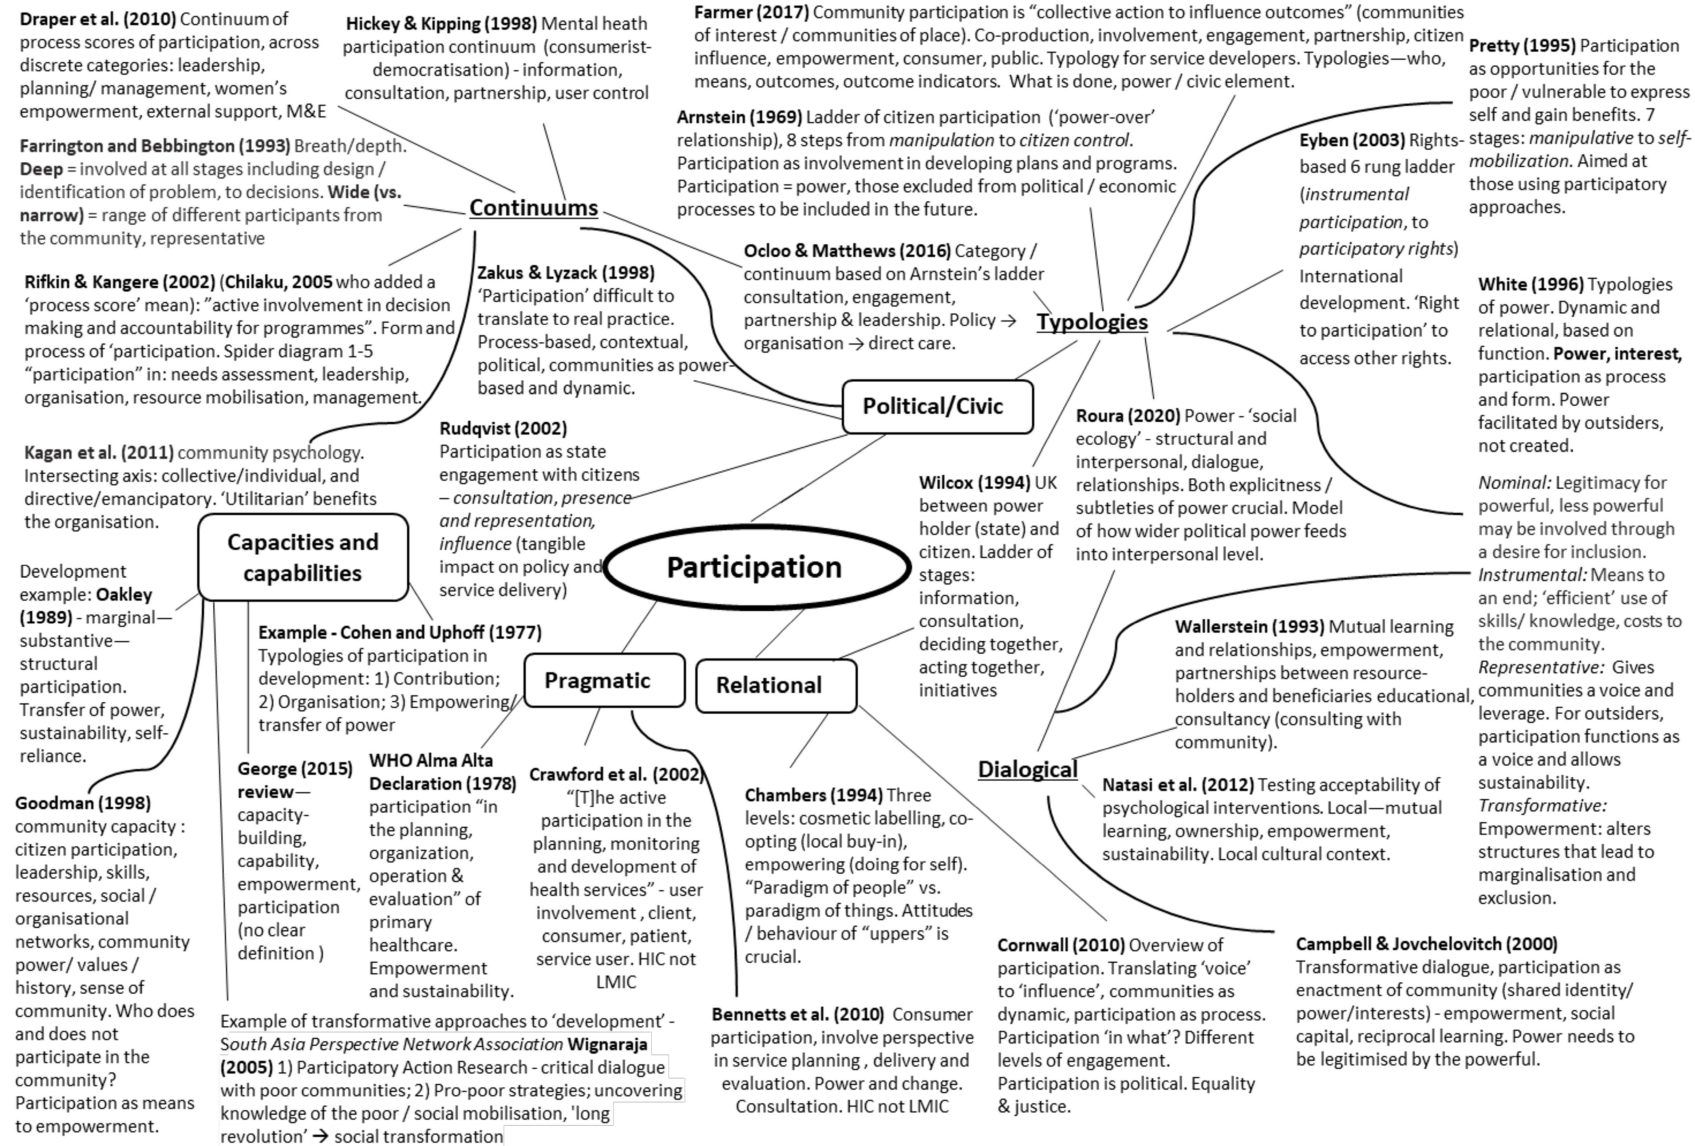 Draper et al. (2010) Continuum of
process scores of participation, across
discrete categories: leadership,
planning/ management, women’s
empowerment, external support, M&E
Hickey & Kipping (1998) Mental heath
participation continuum (consumerist-
democratisation) - information,
consultation, partnership, user control
Farmer (2017) Community participation is “collective action to influence outcomes” (communities
of interest / communities of place). Co-production, involvement, engagement, partnership, citizen
influence, empowerment, consumer, public. Typology for service developers. Typologies—who,
means, outcomes, outcome indicators. What is done, power / civic element.
Pretty (1995) Participation
as opportunities for the
poor / vulnerable to express
self and gain benefits. 7
stages: manipulative to self-
mobilization. Aimed at
those using participatory
approaches.
Arnstein (1969) Ladder of citizen participation (‘power-over’
relationship), 8 steps from manipulation to citizen control.
Participation as involvement in developing plans and programs.
Participation = power, those excluded from political / economic
processes to be included in the future.
Eyben (2003) Rights-
based 6 rung ladder
(instrumental
participation, to
participatory rights)
International
development. ‘Right
to participation’ to
access other rights.
Farrington and Bebbington (1993) Breath/depth.
Deep = involved at all stages including design /
identification of problem, to decisions. Wide (vs.
narrow) = range of different participants from
the community, representative
Continuums
Ocloo & Matthews (2016) Category /
continuum based on Arnstein’s ladder
consultation, engagement,
partnership & leadership. Policy →
organisation → direct care.
Typologies
Rifkin & Kangere (2002) (Chilaku, 2005 who added a
‘process score’ mean): ”active involvement in decision
making and accountability for programmes”. Form and
process of ‘participation. Spider diagram 1-5
“participation” in: needs assessment, leadership,
organisation, resource mobilisation, management.
Zakus & Lyzack (1998)
‘Participation’ difficult to
translate to real practice.
Process-based, contextual,
political, communities as power-
based and dynamic.
White (1996) Typologies
of power. Dynamic and
relational, based on
function. Power, interest,
participation as process
and form. Power
facilitated by outsiders,
not created.
Nominal: Legitimacy for
powerful, less powerful
may be involved through
a desire for inclusion.
Instrumental: Means to
an end; ‘efficient’ use of
skills/ knowledge, costs to
the community.
Representative: Gives
communities a voice and
leverage. For outsiders,
participation functions as
a voice and allows
sustainability.
Transformative:
Empowerment: alters
structures that lead to
marginalisation and
exclusion.
Political/Civic
Kagan et al. (2011) community psychology.
Intersecting axis: collective/individual, and
directive/emancipatory. ‘Utilitarian’ benefits
the organisation.
Rudqvist (2002)
Participation as state
engagement with citizens
– consultation, presence
and representation,
influence (tangible
impact on policy and
service delivery)
Roura (2020) Power - ‘social
ecology’ - structural and
interpersonal, dialogue,
relationships. Both explicitness /
subtleties of power crucial. Model
of how wider political power feeds
into interpersonal level.
Wilcox (1994) UK
between power
holder (state) and
citizen. Ladder of
stages:
information,
consultation,
deciding together,
acting together,
initiatives
Capacities and
capabilities
Participation
Development
example: Oakley
(1989) - marginal—
substantive—
structural
participation.
Transfer of power,
sustainability, self-
reliance.
Example - Cohen and Uphoff (1977)
Typologies of participation in
development: 1) Contribution;
2) Organisation; 3) Empowering/
transfer of power
Pragmatic
Relational
Wallerstein (1993) Mutual learning
and relationships, empowerment,
partnerships between resource-
holders and beneficiaries educational,
consultancy (consulting with
community).
Dialogical
Natasi et al. (2012) Testing acceptability of
psychological interventions. Local—mutual
learning, ownership, empowerment,
sustainability. Local cultural context.
Goodman (1998)
community capacity :
citizen participation,
leadership, skills,
resources, social /
organisational
networks, community
power/ values /
history, sense of
community. Who does
and does not
participate in the
community?
Participation as means
to empowerment.
George (2015)
review—
capacity-
building,
capability,
empowerment,
participation
(no clear
definition )
WHO Alma Alta
Declaration (1978)
participation “in
the planning,
organization,
operation &
evaluation” of
primary
healthcare.
Empowerment
and sustainability.
Crawford et al. (2002)
“[T]he active
participation in the
planning, monitoring
and development of
health services” - user
involvement , client,
consumer, patient,
service user. HIC not
LMIC
Chambers (1994) Three
levels: cosmetic labelling, co-
opting (local buy-in),
empowering (doing for self).
“Paradigm of people” vs.
paradigm of things. Attitudes
/ behaviour of “uppers” is
crucial.
Cornwall (2010) Overview of
participation. Translating ‘voice’
to ‘influence’, communities as
dynamic, participation as process.
Participation ‘in what’? Different
levels of engagement.
Participation is political. Equality
& justice.
Campbell & Jovchelovitch (2000)
Transformative dialogue, participation as
enactment of community (shared identity/
power/interests) - empowerment, social
capital, reciprocal learning. Power needs to
be legitimised by the powerful.
Example of transformative approaches to ‘development’ -
South Asia Perspective Network Association Wignaraja
(2005) 1) Participatory Action Research - critical dialogue
with poor communities; 2) Pro-poor strategies; uncovering
knowledge of the poor / social mobilisation, 'long
revolution’ → social transformation
Bennetts et al. (2010) Consumer
participation, involve perspective
in service planning , delivery and
evaluation. Power and change.
Consultation. HIC not LMIC